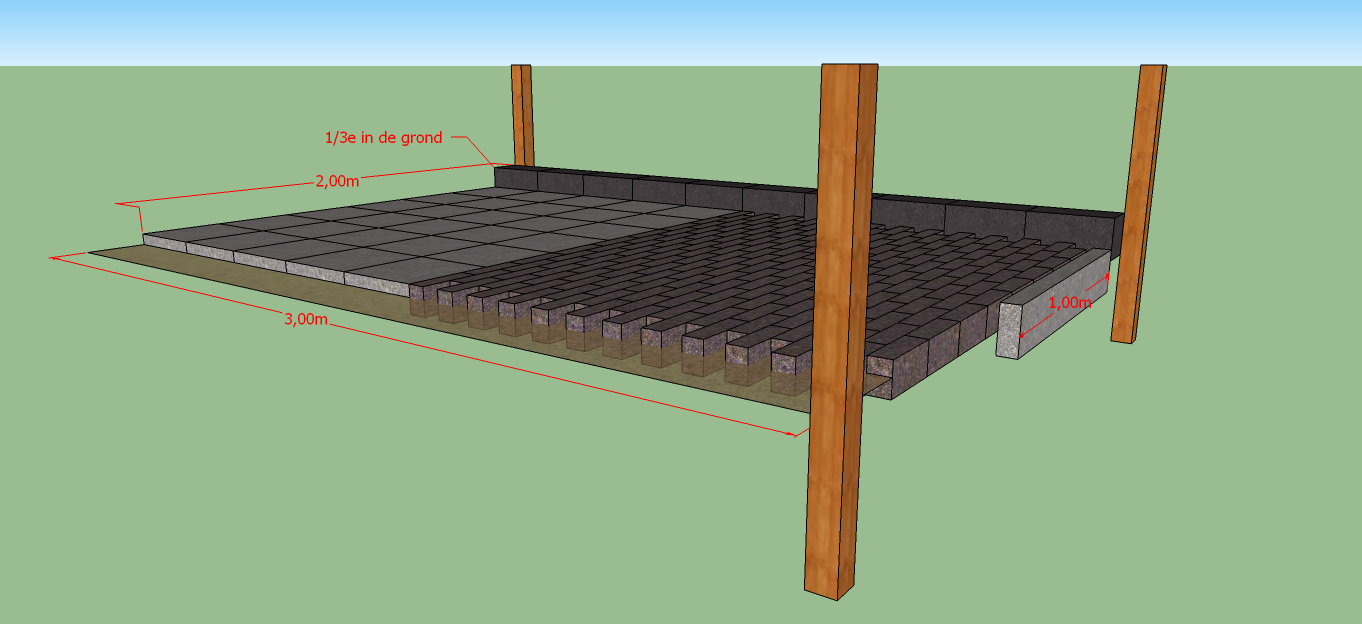 1/3e in de grond
2,00m
3,00m
1,00m